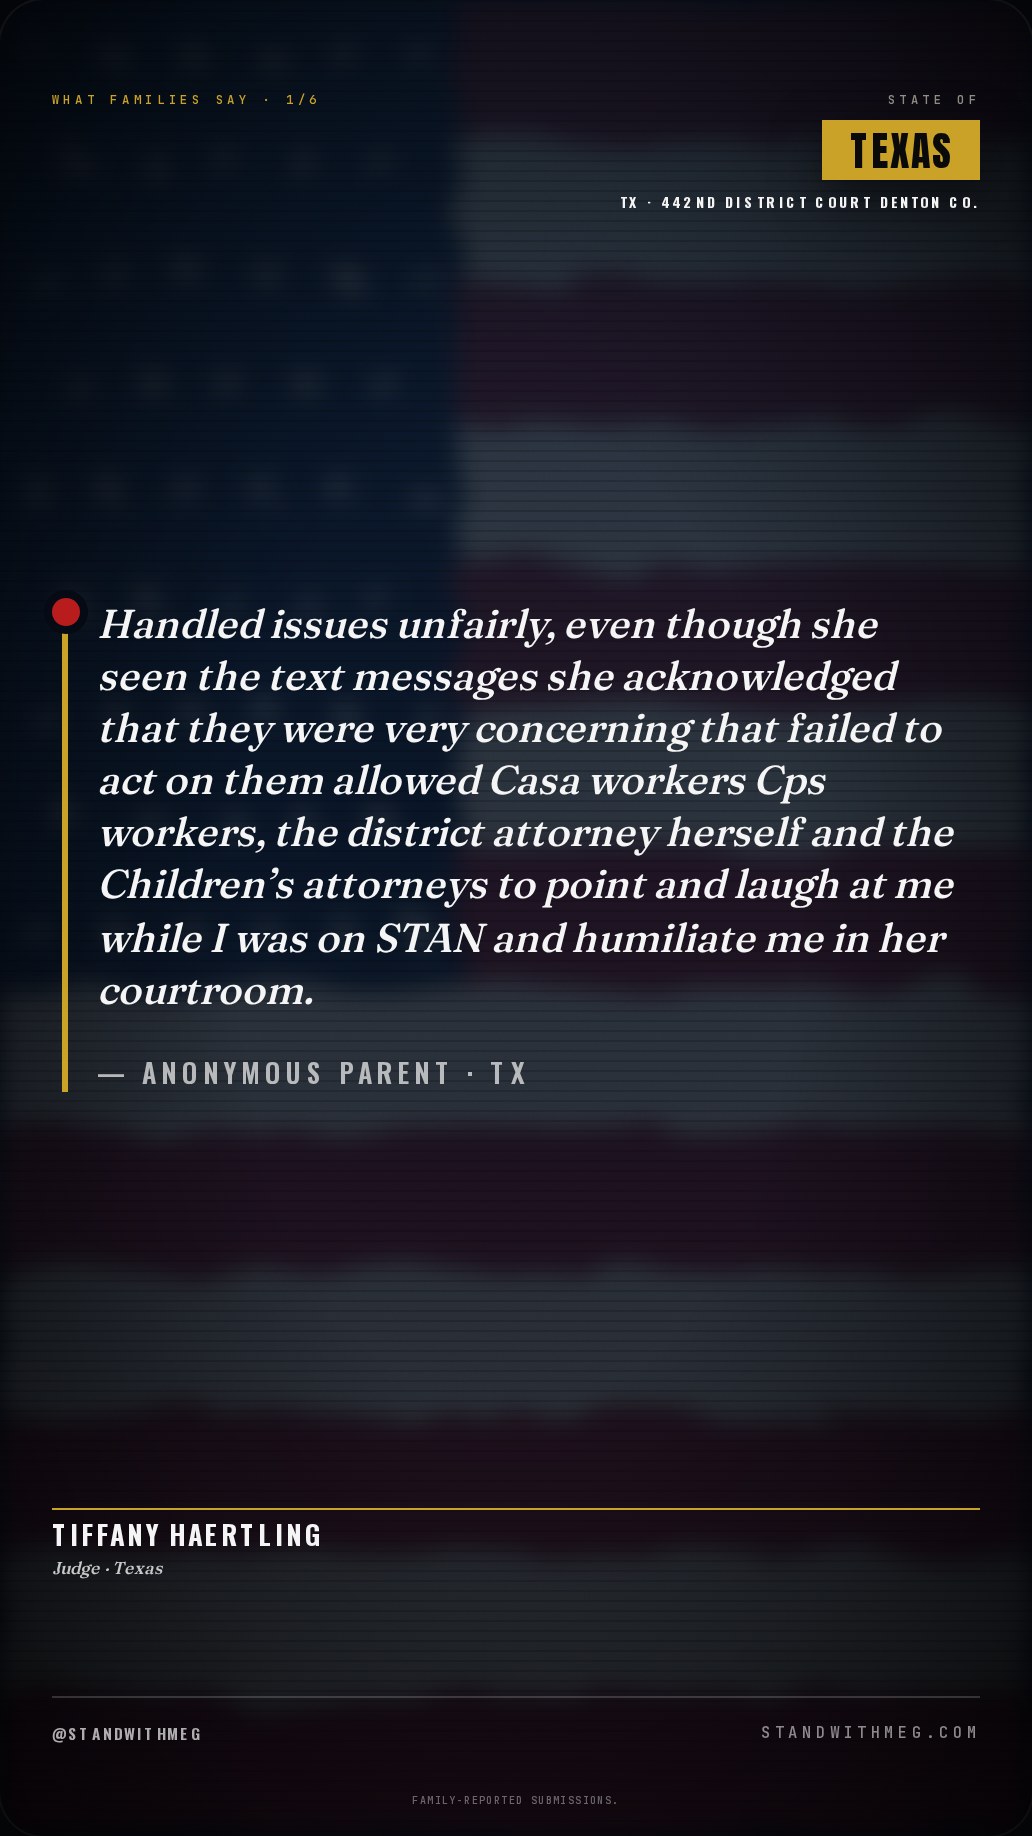 WHAT FAMILIES SAY · 1/6
STATE OF
TEXAS
TX · 442ND DISTRICT COURT DENTON CO.
Handled issues unfairly, even though she
seen the text messages she acknowledged
that they were very concerning that failed to
act on them allowed Casa workers Cps
workers, the district attorney herself and the
Children’s attorneys to point and laugh at me
while I was on STAN and humiliate me in her
courtroom.
— ANONYMOUS PARENT · TX
TIFFANY HAERTLING
Judge · Texas
@STANDWITHMEG
STANDWITHMEG.COM
FAMILY-REPORTED SUBMISSIONS.